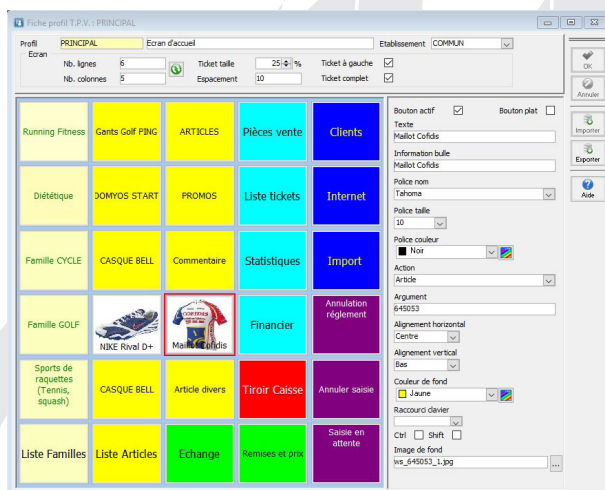 Fiche profil T.P.V. : PRINCIPAL
Profil PRINCIPAL Ecran d'accueil Etablissement COMMUN
Ecran
Nb. lignes 6 Ticket taille 25 % Ticket à gauche
Nb. colonnes 5 Espacement 10 Ticket complet
OK
Annuler
Importer
Exporter
Aide
Running Fitness Gants Golf PING ARTICLES Pièces vente Clients
Diététique DOMYOS START PROMOS Liste tickets Internet
Famille CYCLE CASQUE BELL Commentaire Statistiques Import
Famille GOLF NIKE Rival D+ COFIDIS Maillot Cofidis Financier Annulation
réglement
Sports de
raquettes
(Tennis,
squash) CASQUE BELL Article divers Tiroir Caisse Annuler saisie
Liste Familles Liste Articles Echange Remises et prix Saisie en
attente
Bouton actif Bouton plat
Texte
Maillot Cofidis
Information bulle
Maillot Cofidis
Police nom
Tahoma
Police taille
10
Police couleur
Noir
Action
Article
Argument
645053
Alignement horizontal
Centre
Alignement vertical
Bas
Couleur de fond
Jaune
Raccourci clavier
Ctrl Shift
Image de fond
ws_645053_1.jpg ...